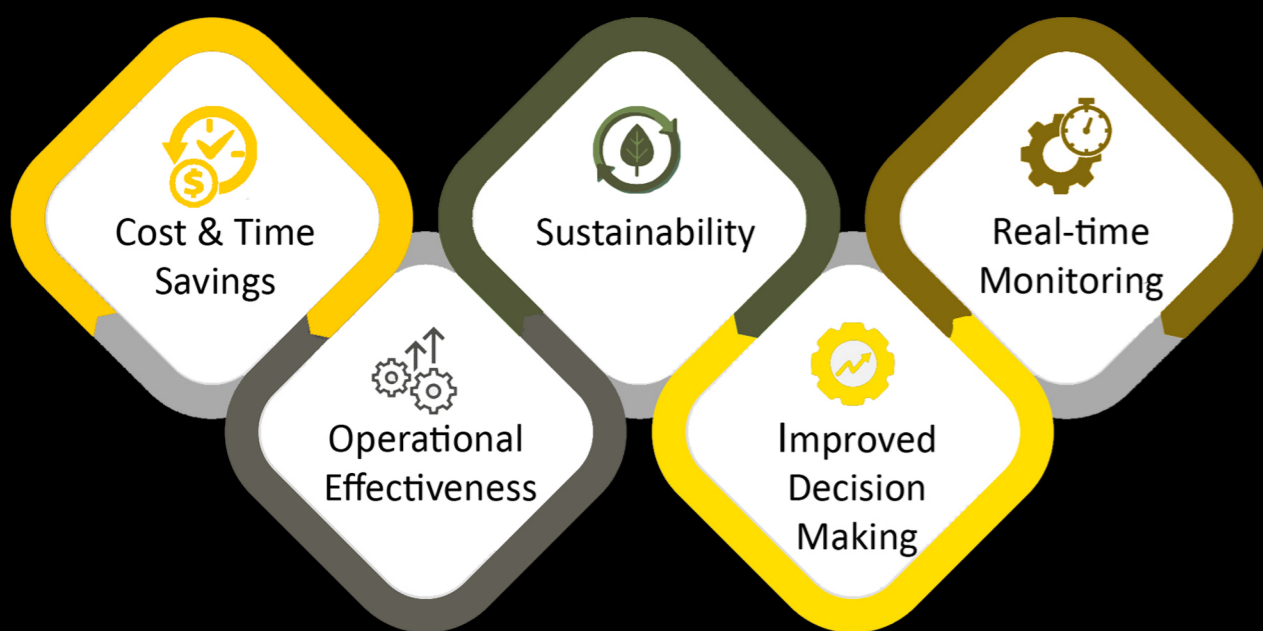 $
Cost & Time
Savings
Operational
Effectiveness
Sustainability
Improved
Decision
Making
Real-time
Monitoring